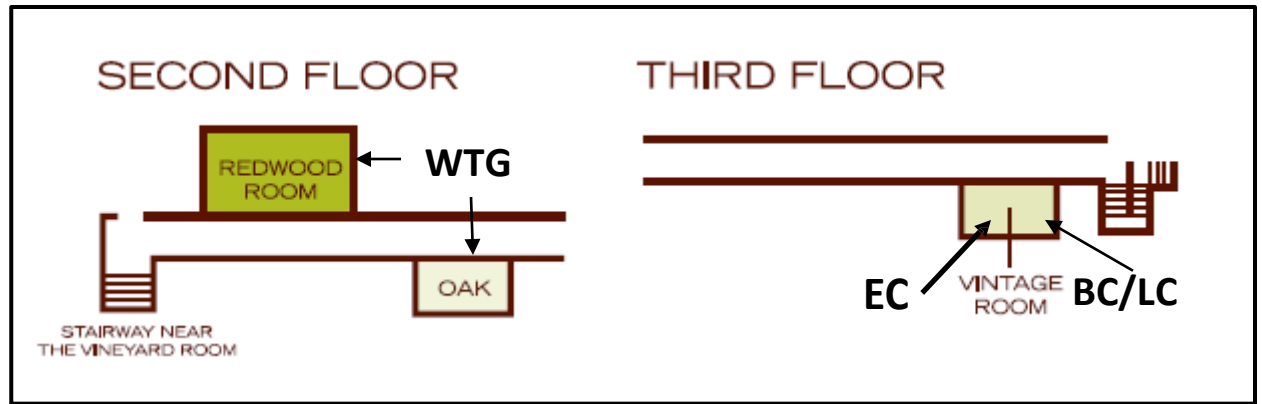 SECOND FLOOR
REDWOOD
ROOM
WTG
OAK
STAIRWAY NEAR
THE VINEYARD ROOM
THIRD FLOOR
EC
VINTAGE
ROOM
BC/LC